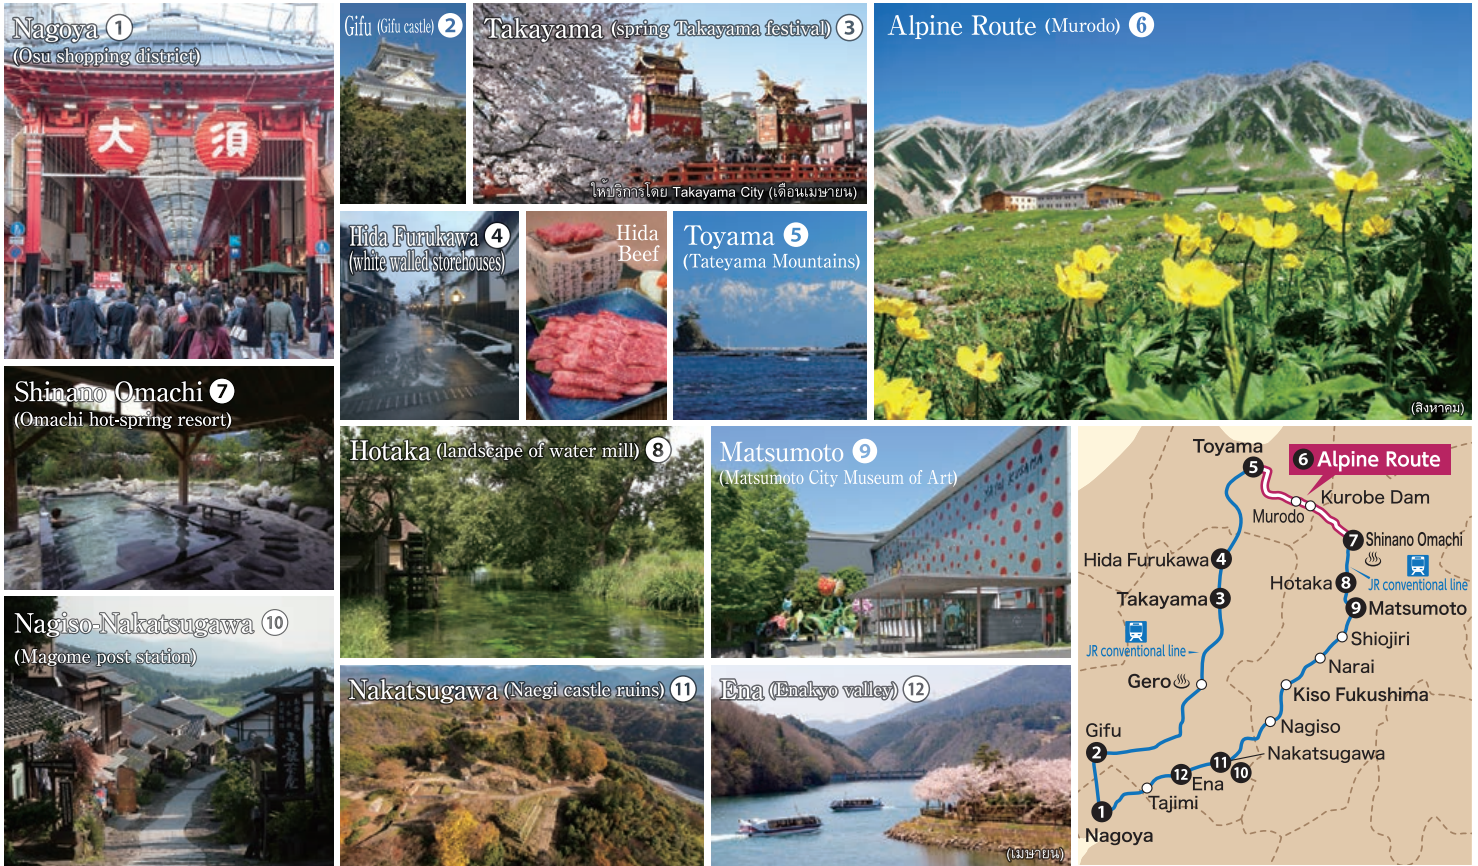 Nagoya 1
(Osu shopping district)
大 須
Gifu (Gifu castle) 2
Takayama (spring Takayama festival) 3
ให้บริการโดย Takayama City (เดือนเมษายน)
Alpine Route (Murodo) 6
(สิงหาคม)
Hida Furukawa 4
(white walled storehouses)
Hida
Beef
Toyama 5
(Tateyama Mountains)
Shinano Omachi 7
(Omachi hot-spring resort)
Hotaka (landscape of water mill) 8
Matsumoto 9
(Matsumoto City Museum of Art)
YAYOI KUSAMA
Nagiso-Nakatsugawa 10
(Magome post station)
Nakatsugawa (Naegi castle ruins) 11
Ena (Enakyo valley) 12
(เมษายน)
Toyama
5
6 Alpine Route
Kurobe Dam
Murodo
7 Shinano Omachi
Hida Furukawa 4
JR conventional line
Hotaka 8
Takayama 3
9 Matsumoto
Shiojiri
JR conventional line
Narai
Gero
Kiso Fukushima
Nagiso
Gifu
2
Nakatsugawa
11
10
12
Ena
Tajimi
1
Nagoya